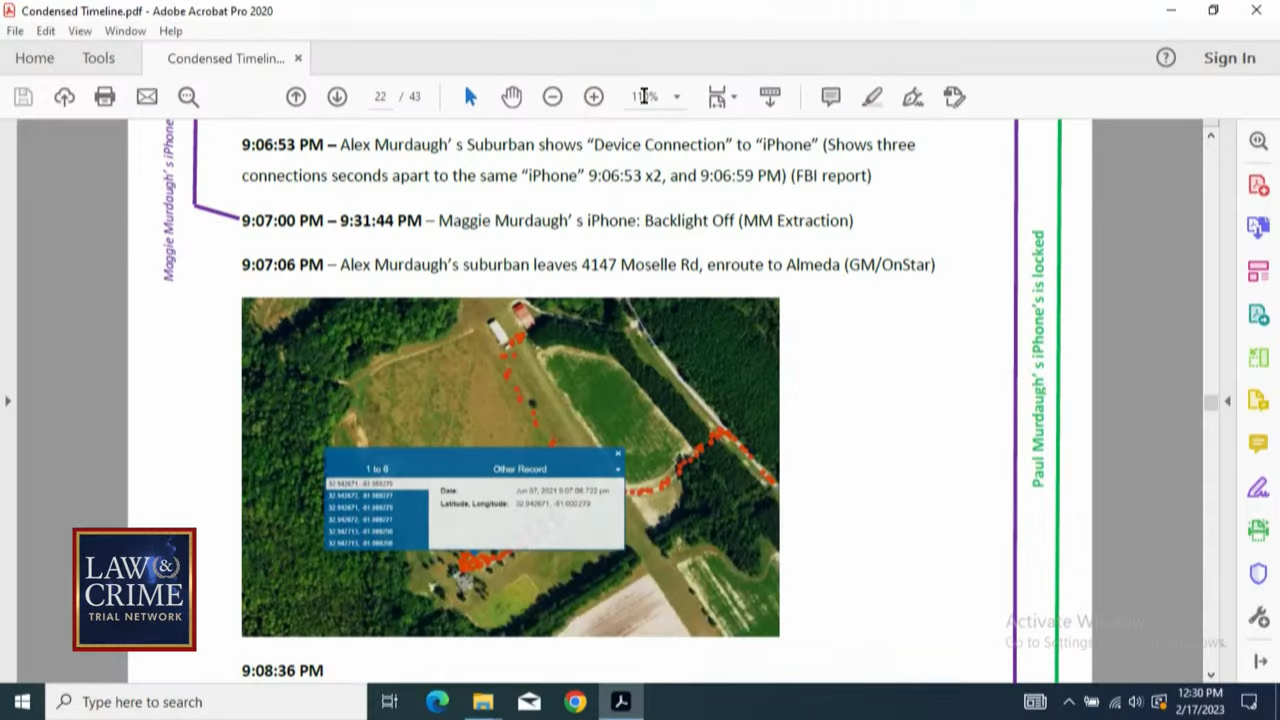 Condensed Timeline.pdf - Adobe Acrobat Pro 2020
File Edit View Window Help
Home Tools Condensed Timelin... × Sign In
22 / 43
9:06:53 PM – Alex Murdaugh' s Suburban shows “Device Connection” to “iPhone” (Shows three
connections seconds apart to the same “iPhone” 9:06:53 x2, and 9:06:59 PM) (FBI report)
9:07:00 PM – 9:31:44 PM – Maggie Murdaugh' s iPhone: Backlight Off (MM Extraction)
9:07:06 PM – Alex Murdaugh's suburban leaves 4147 Moselle Rd, enroute to Almeda (GM/OnStar)
Maggie Murdaugh' s iPhone
Paul Murdaugh' s iPhone's is locked
1 to 6 Other Record
Date:
Latitude, Longitude:
LAW &
CRIME
TRIAL NETWORK
9:08:36 PM
Activate
Go to Settings
Type here to search
12:30 PM
2/17/2023